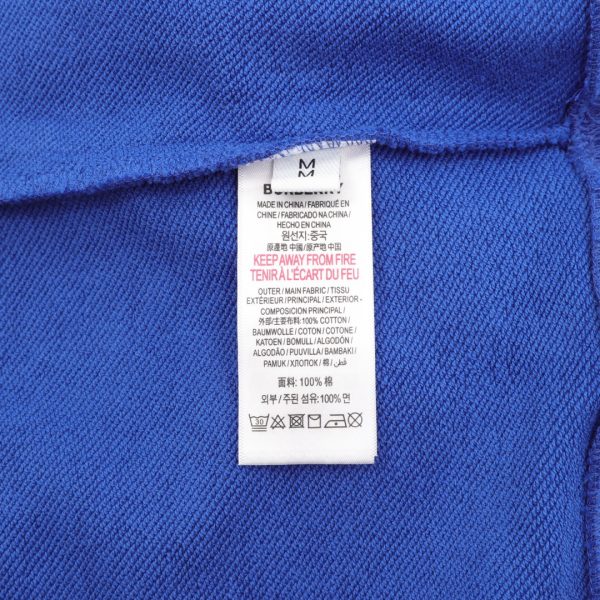 M
M
BURBERRY
MADE IN CHINA / FABRIQUÉ EN
CHINE / FABRICADO NA CHINA /
HECHO EN CHINA
원선지: 중국
原產地 中國 / 原产地 中国
KEEP AWAY FROM FIRE
TENIR À L'ÉCART DU FEU
OUTER / MAIN FABRIC / TISSU
EXTÉRIEUR / PRINCIPAL / EXTERIOR -
COMPOSICIÓN PRINCIPAL /
外部/主要布料:100% COTTON /
BAUMWOLLE / COTON / COTONE /
KATOEN / BOMULL / ALGODÓN /
ALGODÃO / PUUVILLA / BAMBAKI /
PAMUK / ХЛОПОК / 棉 / قطن /
面料: 100% 棉
외부 / 주된 섬유: 100% 면
30